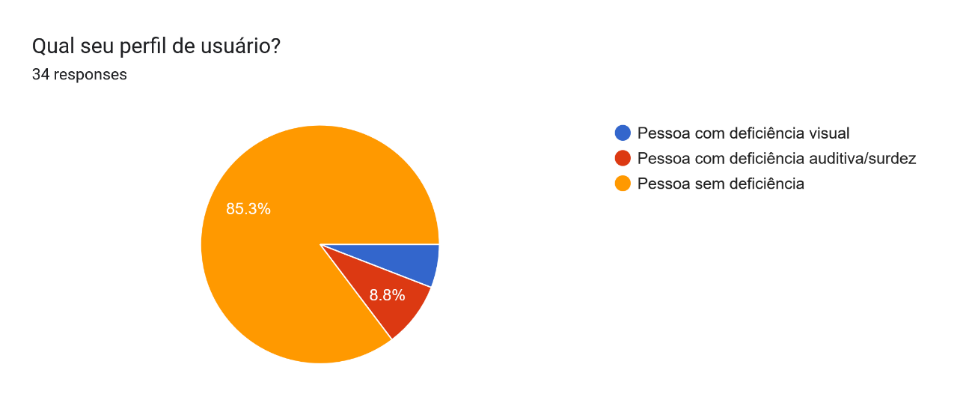 Qual seu perfil de usuário?
34 responses
Pessoa com deficiência visual
Pessoa com deficiência auditiva/surdez
Pessoa sem deficiência
85.3%
8.8%